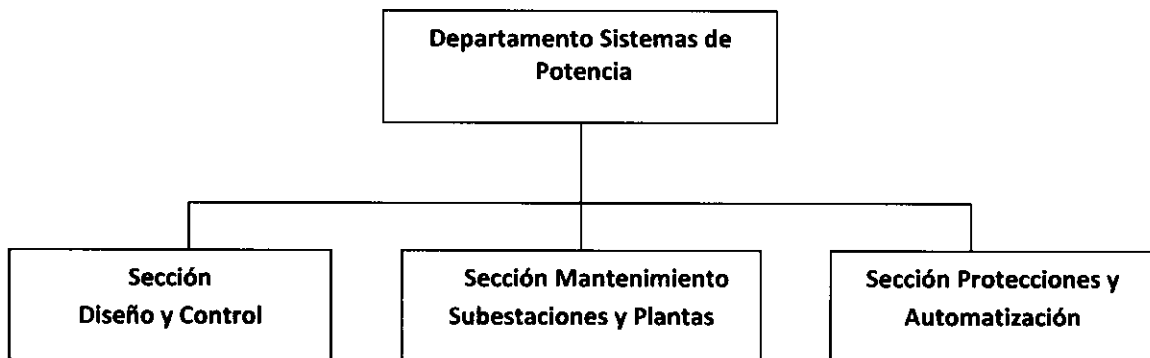 Departamento Sistemas de
Potencia
Sección
Diseño y Control
Sección Mantenimiento
Subestaciones y Plantas
Sección Protecciones y
Automatización